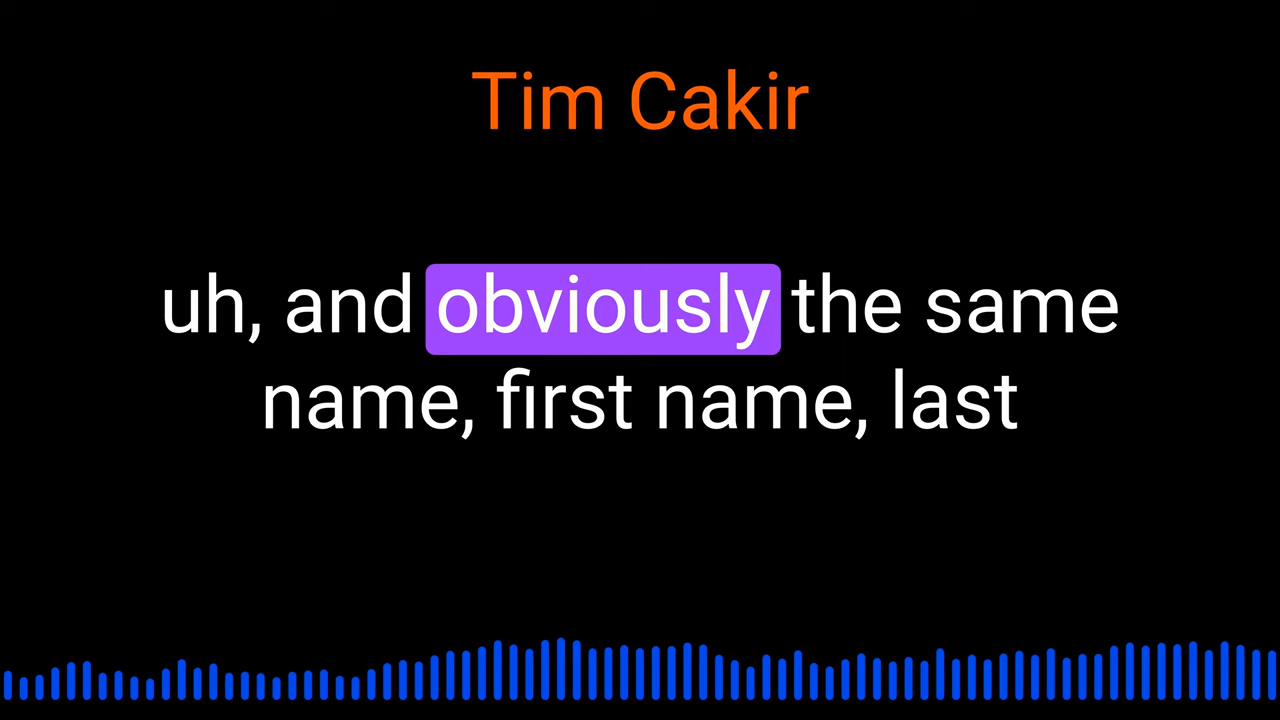 Tim Cakir
uh, and obviously the same
name, first name, last